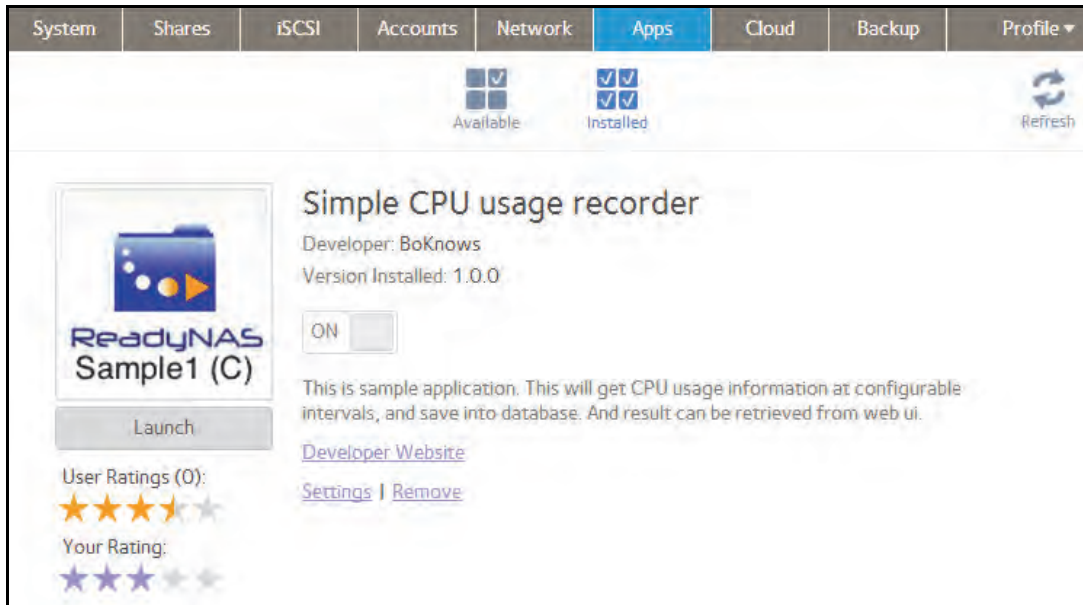 System Shares iSCSI Accounts Network Apps Cloud Backup Profile
Available Installed Refresh
Simple CPU usage recorder
Developer: BoKnows
Version Installed: 1.0.0
ON
ReadyNAS
Sample1 (C)
This is sample application. This will get CPU usage information at configurable
intervals, and save into database. And result can be retrieved from web ui.
Launch
Developer Website
User Ratings (0):
Settings | Remove
Your Rating: